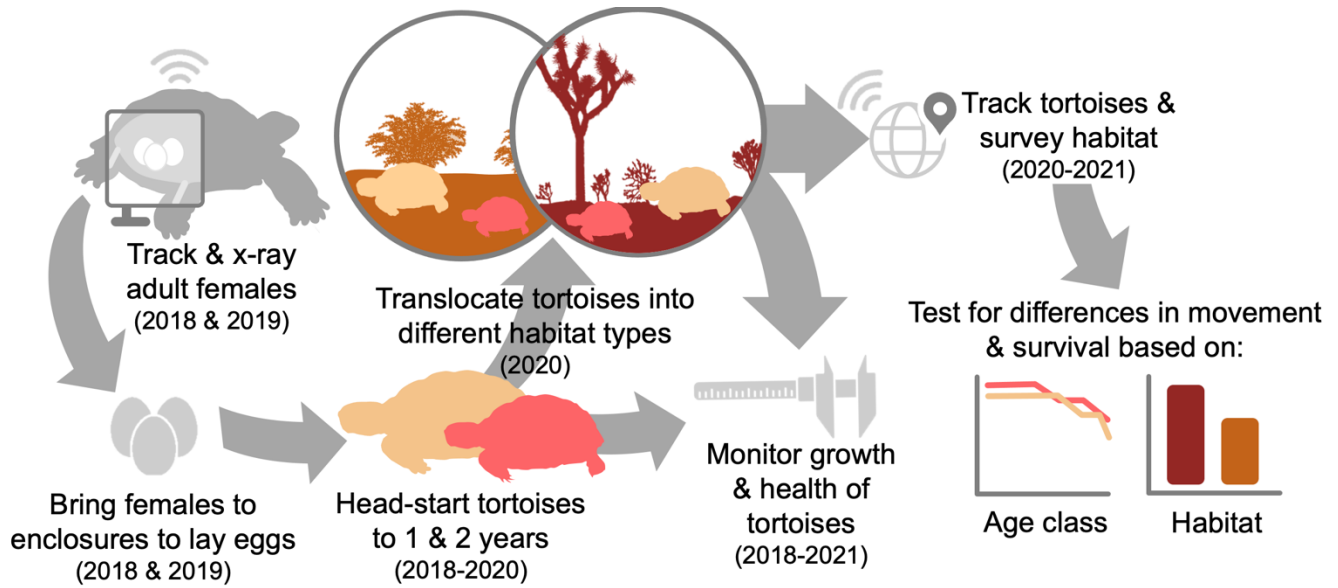 Track & x-ray
adult females
(2018 & 2019)
Bring females to
enclosures to lay eggs
(2018 & 2019)
Head-start tortoises
to 1 & 2 years
(2018-2020)
Translocate tortoises into
different habitat types
(2020)
Monitor growth
& health of
tortoises
(2018-2021)
Track tortoises &
survey habitat
(2020-2021)
Test for differences in movement
& survival based on:
Age class
Habitat